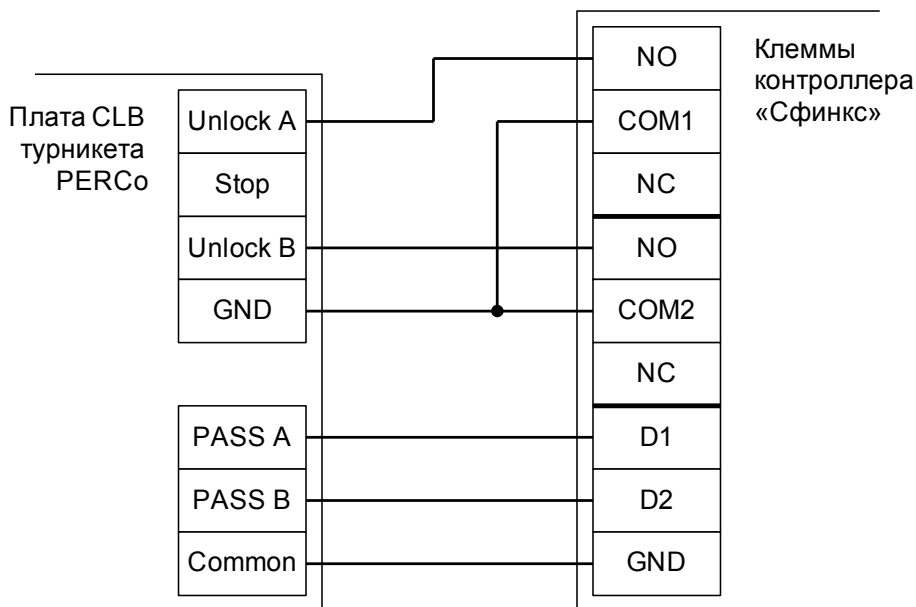 Плата CLB
турникета
PERCo
Unlock A
Stop
Unlock B
GND
PASS A
PASS B
Common
NO
COM1
NC
NO
COM2
NC
D1
D2
GND
Клеммы
контроллера
«Сфинкс»